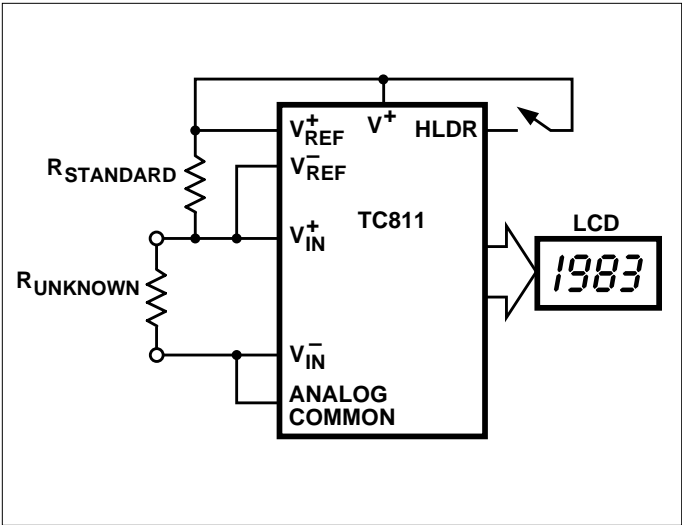 V+REF
V+
HLDR
V−REF
RSTANDARD
TC811
LCD
V+IN
1983
RUNKNOWN
V−IN
ANALOG
COMMON